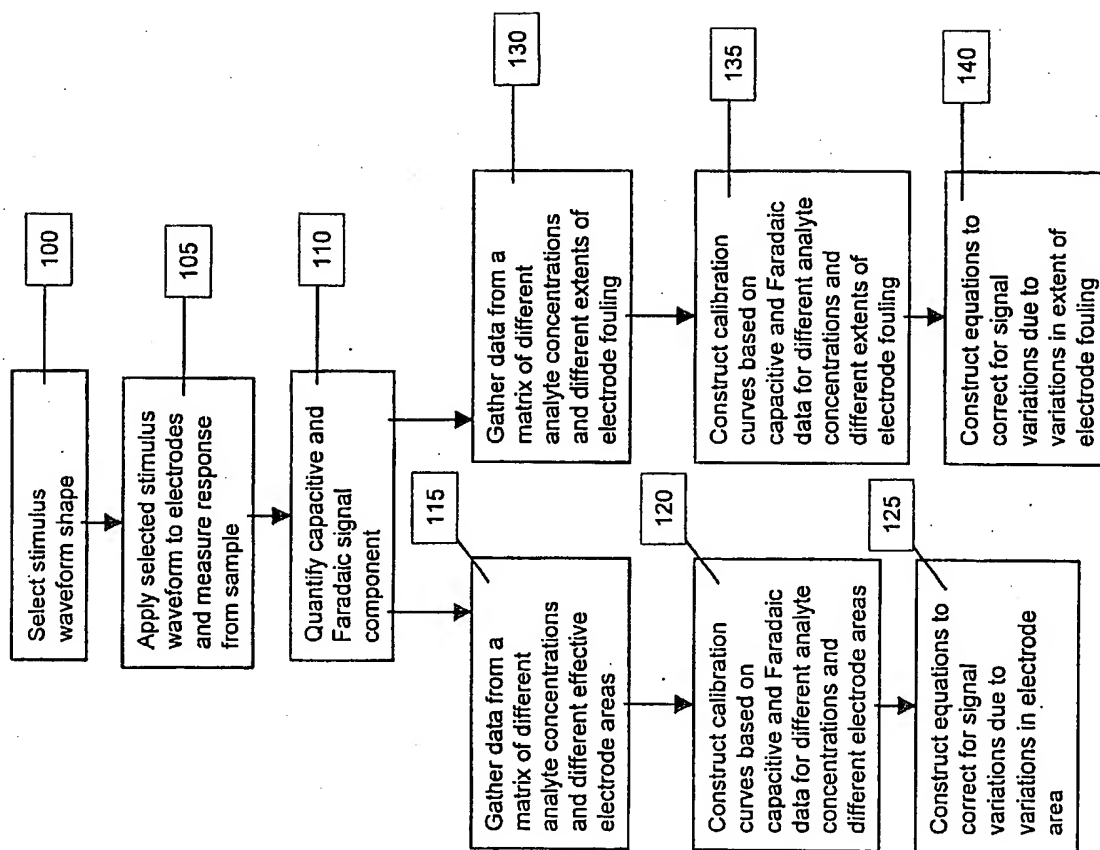 Select stimulus
waveform shape
100
Apply selected stimulus
waveform to electrodes
and measure response
from sample
105
Quantify capacitive and
Faradaic signal
component
110
Gather data from a
matrix of different
analyte concentrations
and different effective
electrode areas
115
Construct calibration
curves based on
capacitive and Faradaic
data for different analyte
concentrations and
different electrode areas
120
Construct equations to
correct for signal
variations due to
variations in electrode
area
125
Gather data from a
matrix of different
analyte concentrations
and different extents of
electrode fouling
130
Construct calibration
curves based on
capacitive and Faradaic
data for different analyte
concentrations and
different extents of
electrode fouling
135
Construct equations to
correct for signal
variations due to
variations in extent of
electrode fouling
140